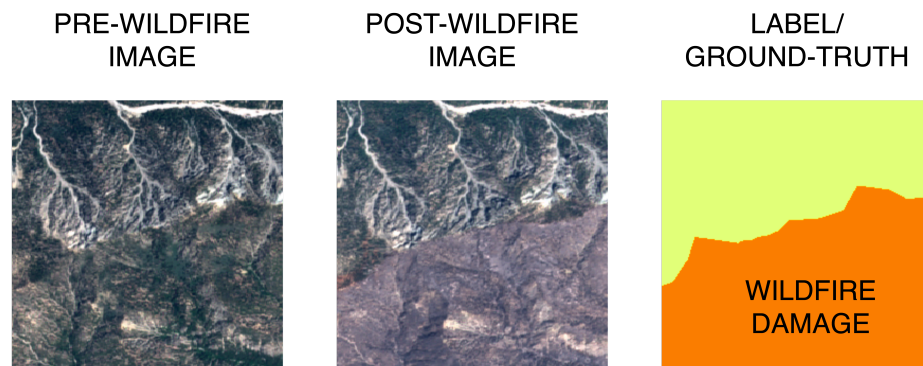 PRE-WILDFIRE
IMAGE
POST-WILDFIRE
IMAGE
LABEL/
GROUND-TRUTH
WILDFIRE
DAMAGE